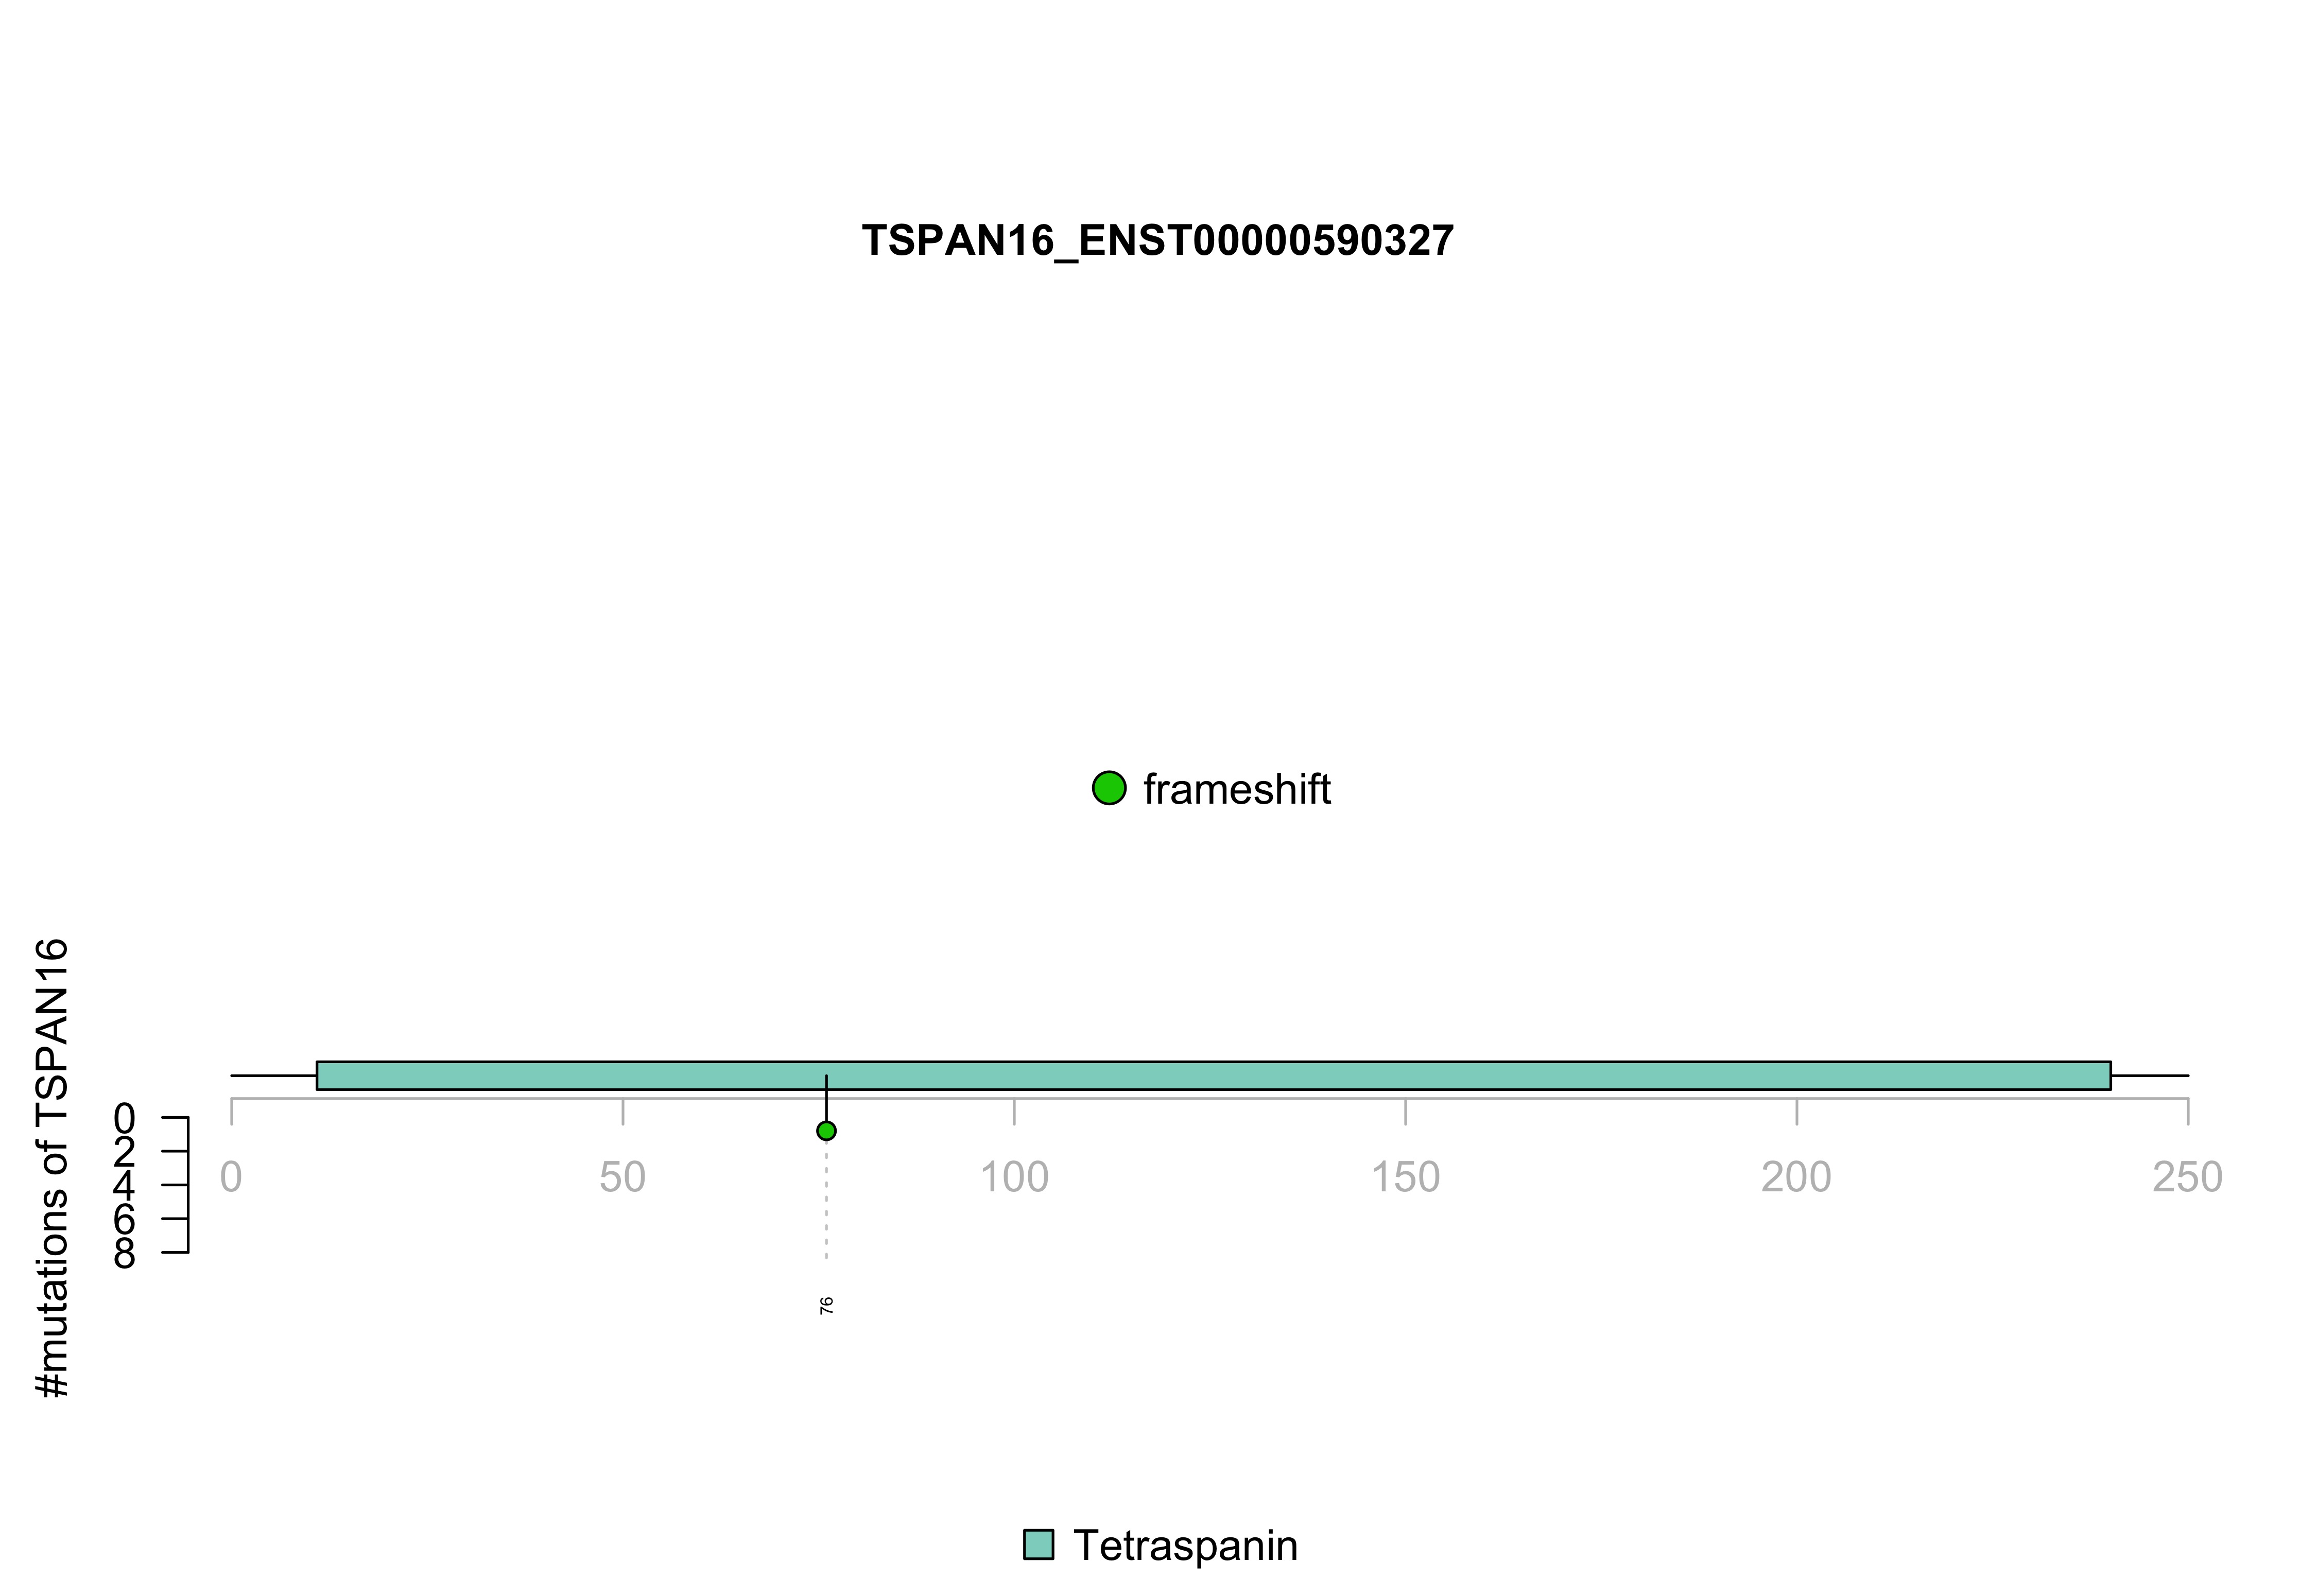 TSPAN16_ENST00000590327
frameshift
#mutations of TSPAN16
0
2
4
6
8
0 50 100 150 200 250
76
Tetraspanin